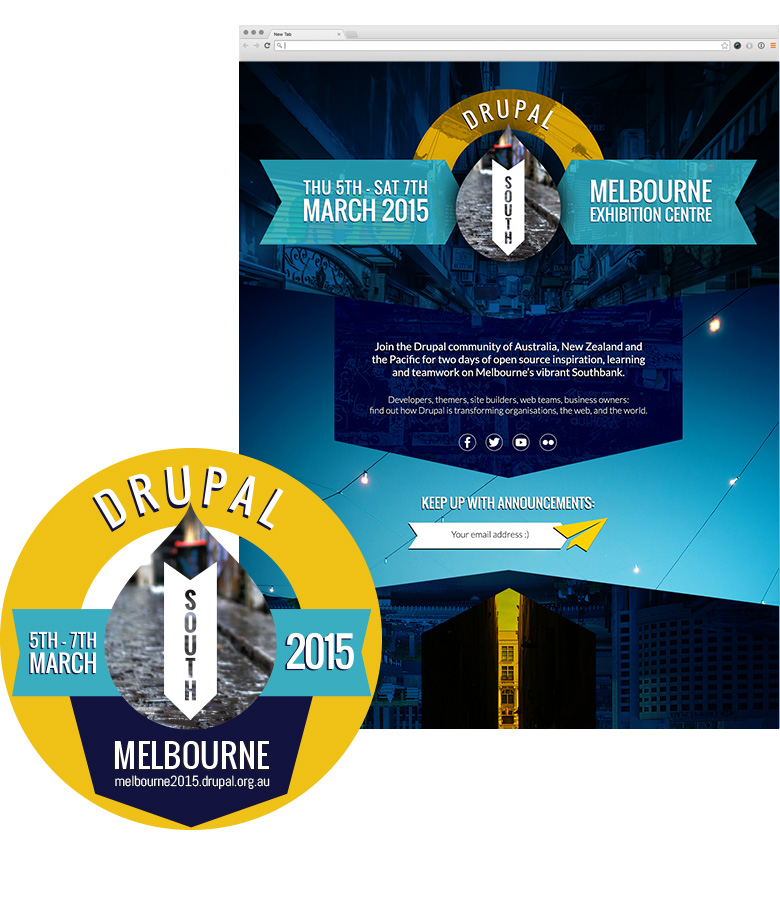 New Tab
DRUPAL
THU 5TH - SAT 7TH
MARCH 2015
SOUTH
MELBOURNE
EXHIBITION CENTRE
Join the Drupal community of Australia, New Zealand and
the Pacific for two days of open source inspiration, learning
and teamwork on Melbourne's vibrant Southbank.
Developers, themers, site builders, web teams, business owners:
find out how Drupal is transforming organisations, the web, and the world.
KEEP UP WITH ANNOUNCEMENTS:
Your email address :)
DRUPAL
5TH - 7TH
MARCH
SOUTH
2015
MELBOURNE
melbourne2015.drupal.org.au